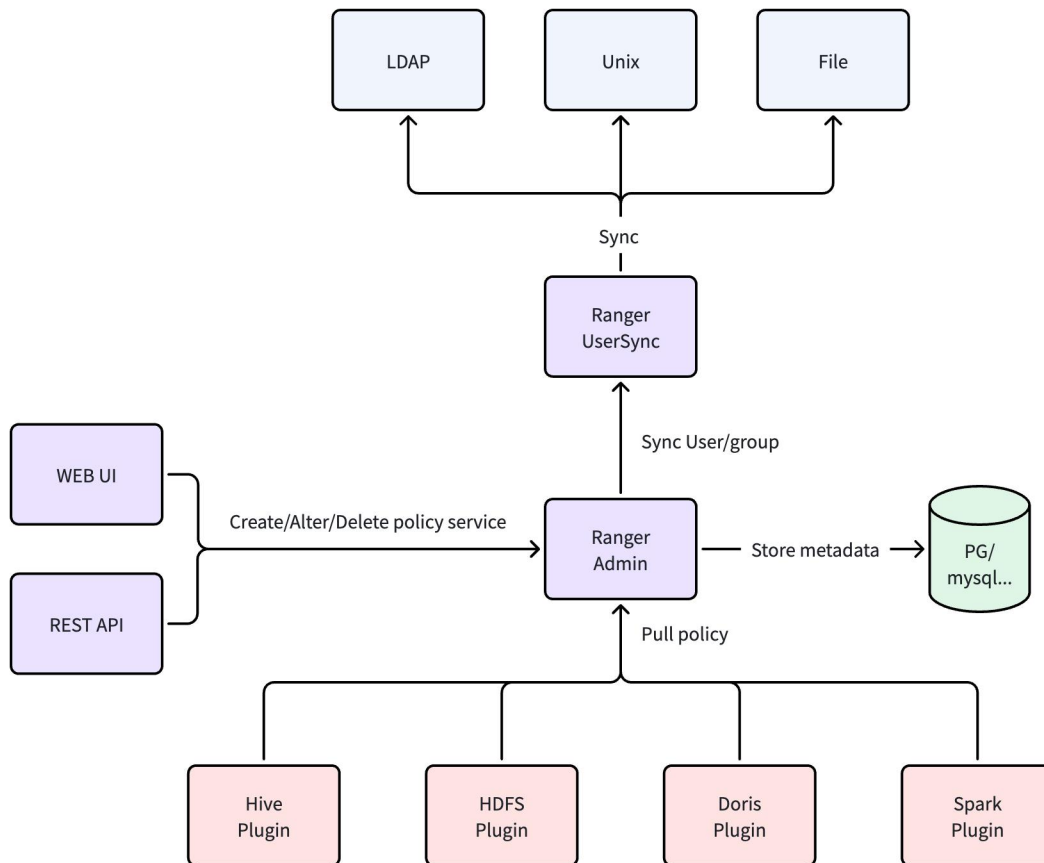 LDAP
Unix
File
Sync
Ranger
UserSync
Sync User/group
WEB UI
Create/Alter/Delete policy service
Ranger
Admin
Store metadata
PG/
mysql...
REST API
Pull policy
Hive
Plugin
HDFS
Plugin
Doris
Plugin
Spark
Plugin